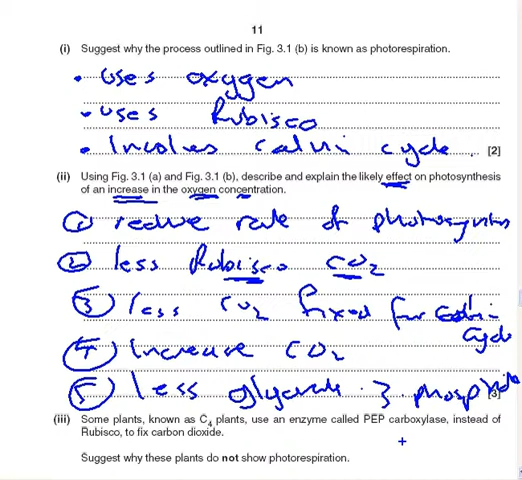 11
(i) Suggest why the process outlined in Fig. 3.1 (b) is known as photorespiration.
• uses oxygen
• uses Rubisco
• Involves Calvin cycle [2]
(ii) Using Fig. 3.1 (a) and Fig. 3.1 (b), describe and explain the likely effect on photosynthesis
of an increase in the oxygen concentration.
① reduce rate of photosynthesis
② less Rubisco CO2
③ less CO2 fixed for Calvin
cycle
④ Increase CO2
⑤ less glycerate 3 phosphate
[3]
(iii) Some plants, known as C4 plants, use an enzyme called PEP carboxylase, instead of
Rubisco, to fix carbon dioxide.
Suggest why these plants do not show photorespiration.